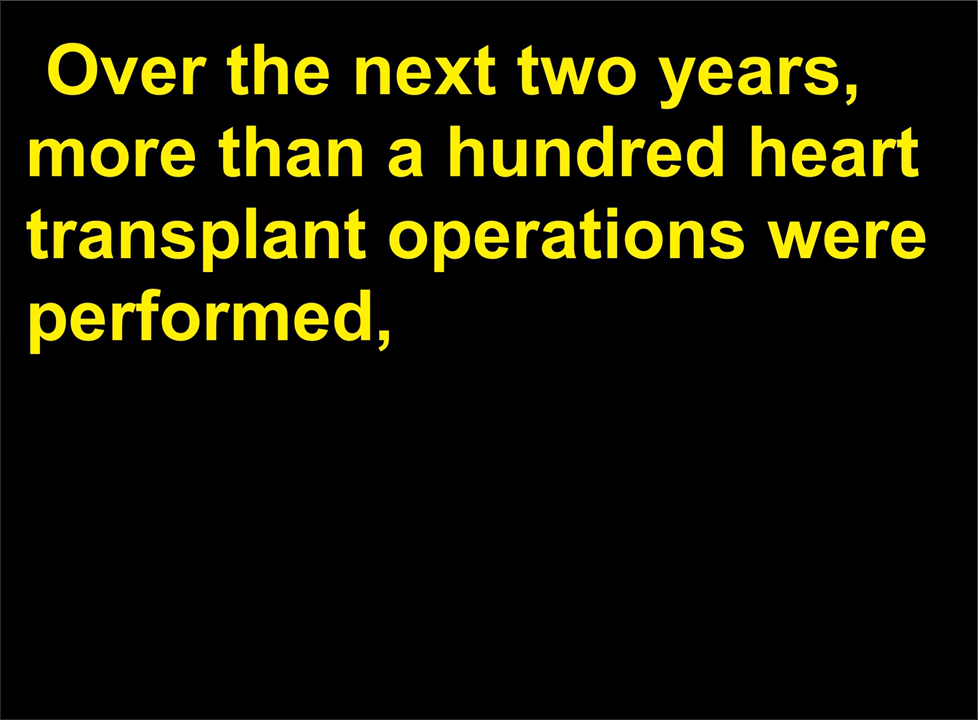 Over the next two years,
more than a hundred heart
transplant operations were
performed,